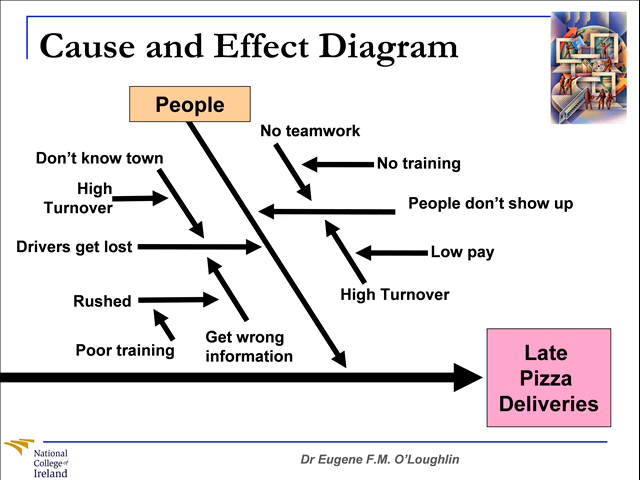 Cause and Effect Diagram
People
No teamwork
Don't know town
No training
High
Turnover
People don't show up
Drivers get lost
Low pay
Rushed
High Turnover
Poor training
Get wrong
information
Late
Pizza
Deliveries
National
College of
Ireland
Dr Eugene F.M. O'Loughlin